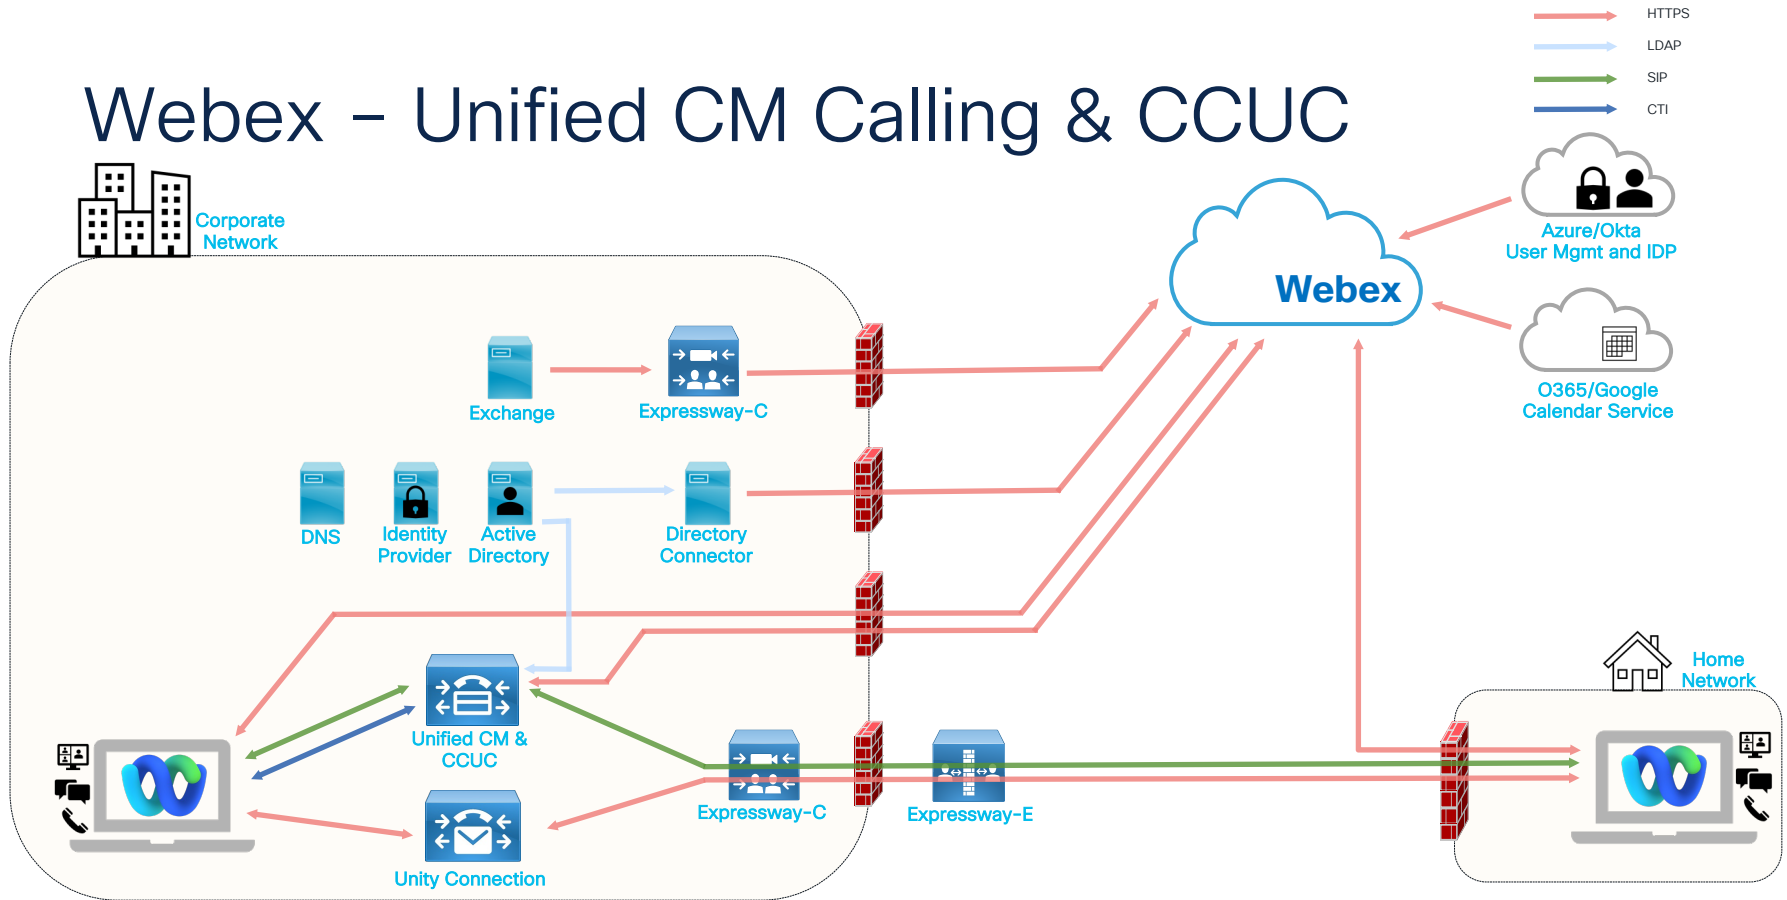 HTTPS
LDAP
SIP
CTI
Webex – Unified CM Calling & CCUC
Corporate
Network
Webex
Azure/Okta
User Mgmt and IDP
O365/Google
Calendar Service
Exchange
Expressway-C
DNS
Identity
Provider
Active
Directory
Directory
Connector
Unified CM &
CCUC
Unity Connection
Expressway-C
Expressway-E
Home
Network